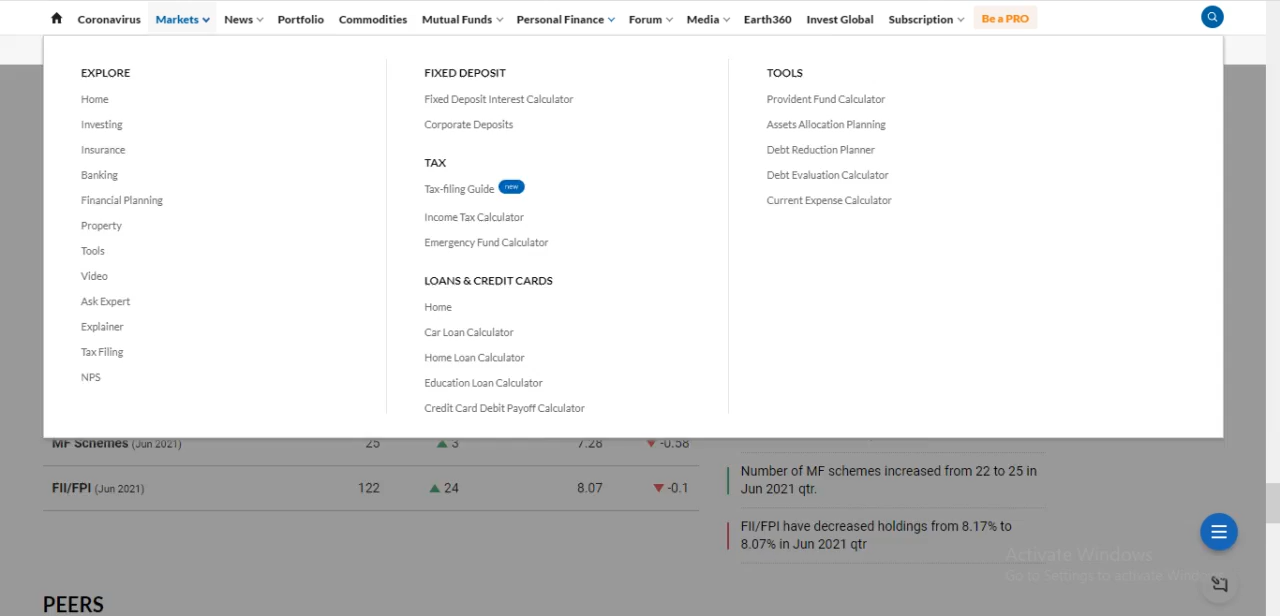 Coronavirus Markets News Portfolio Commodities Mutual Funds Personal Finance Forum Media Earth360 Invest Global Subscription Be a PRO
EXPLORE
Home
Investing
Insurance
Banking
Financial Planning
Property
Tools
Video
Ask Expert
Explainer
Tax Filing
NPS
FIXED DEPOSIT
Fixed Deposit Interest Calculator
Corporate Deposits
TAX
Tax-filing Guide new
Income Tax Calculator
Emergency Fund Calculator
LOANS & CREDIT CARDS
Home
Car Loan Calculator
Home Loan Calculator
Education Loan Calculator
Credit Card Debit Payoff Calculator
TOOLS
Provident Fund Calculator
Assets Allocation Planning
Debt Reduction Planner
Debt Evaluation Calculator
Current Expense Calculator
MF Schemes (Jun 2021) 25 ▲ 3 7.28 ▼ -0.58
FII/FPI (Jun 2021) 122 ▲ 24 8.07 ▼ -0.1
Number of MF schemes increased from 22 to 25 in
Jun 2021 qtr.
FII/FPI have decreased holdings from 8.17% to
8.07% in Jun 2021 qtr
Activate Windows
Go to Settings to activate Windows.
PEERS